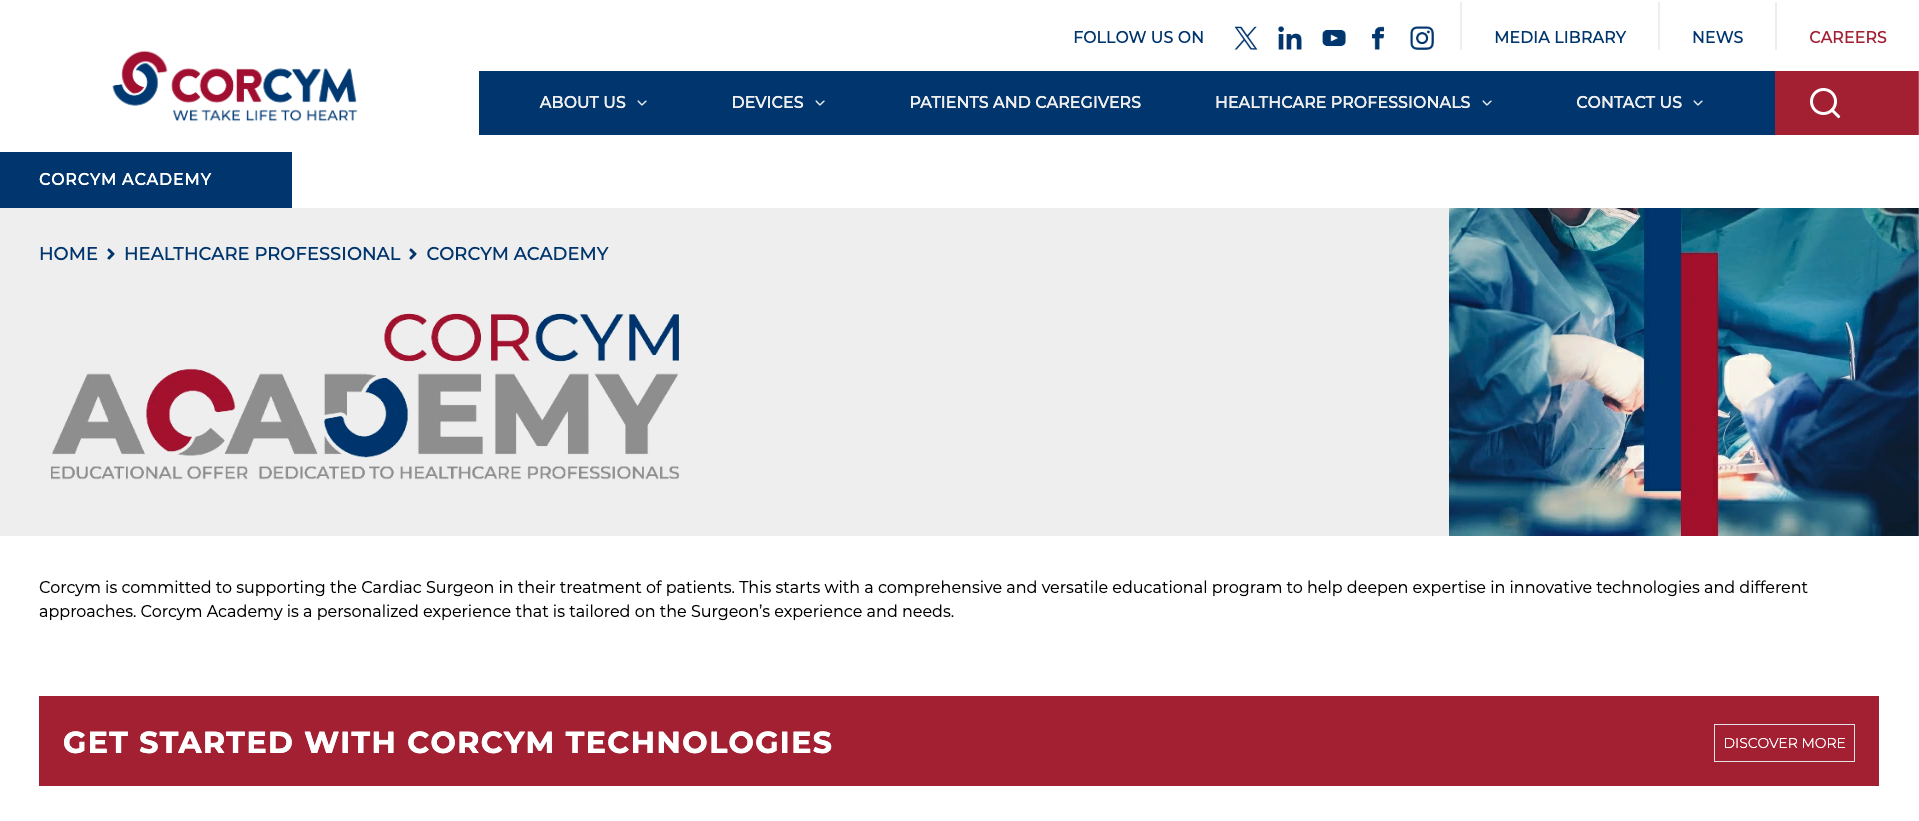 FOLLOW US ON
MEDIA LIBRARY
NEWS
CAREERS
CORCYM
WE TAKE LIFE TO HEART
ABOUT US
DEVICES
PATIENTS AND CAREGIVERS
HEALTHCARE PROFESSIONALS
CONTACT US
CORCYM ACADEMY
HOME > HEALTHCARE PROFESSIONAL > CORCYM ACADEMY
CORCYM
ACADEMY
EDUCATIONAL OFFER DEDICATED TO HEALTHCARE PROFESSIONALS
Corcym is committed to supporting the Cardiac Surgeon in their treatment of patients. This starts with a comprehensive and versatile educational program to help deepen expertise in innovative technologies and different
approaches. Corcym Academy is a personalized experience that is tailored on the Surgeon’s experience and needs.
GET STARTED WITH CORCYM TECHNOLOGIES
DISCOVER MORE